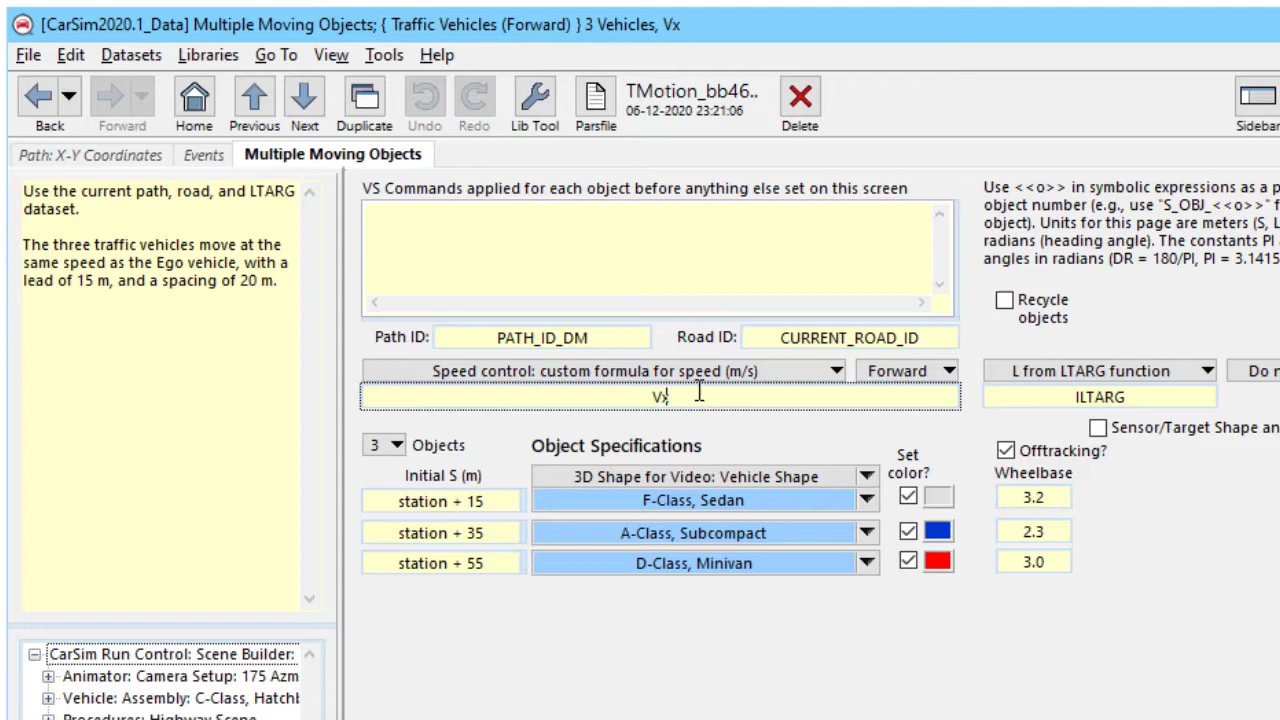 [CarSim2020.1_Data] Multiple Moving Objects; { Traffic Vehicles (Forward) } 3 Vehicles, Vx
File Edit Datasets Libraries Go To View Tools Help
TMotion_bb46..
06-12-2020 23:21:06
Back Forward Home Previous Next Duplicate Undo Redo Lib Tool Parsfile Delete Sidebar
Path: X-Y Coordinates Events Multiple Moving Objects
Use the current path, road, and LTARG
dataset.
The three traffic vehicles move at the
same speed as the Ego vehicle, with a
lead of 15 m, and a spacing of 20 m.
VS Commands applied for each object before anything else set on this screen
Use <<o>> in symbolic expressions as a p
object number (e.g., use "S_OBJ_<<o>>" f
object). Units for this page are meters (S, L
radians (heading angle). The constants PI a
angles in radians (DR = 180/PI, PI = 3.1415
Recycle
objects
Path ID: PATH_ID_DM Road ID: CURRENT_ROAD_ID
Speed control: custom formula for speed (m/s) Forward L from LTARG function Do n
Vx ILTARG
Sensor/Target Shape an
3 Objects Object Specifications Set
color? Offtracking?
Initial S (m) 3D Shape for Video: Vehicle Shape Wheelbase
station + 15 F-Class, Sedan 3.2
station + 35 A-Class, Subcompact 2.3
station + 55 D-Class, Minivan 3.0
CarSim Run Control: Scene Builder:
Animator: Camera Setup: 175 Azm
Vehicle: Assembly: C-Class, Hatchb
Procedures: Highway Scene